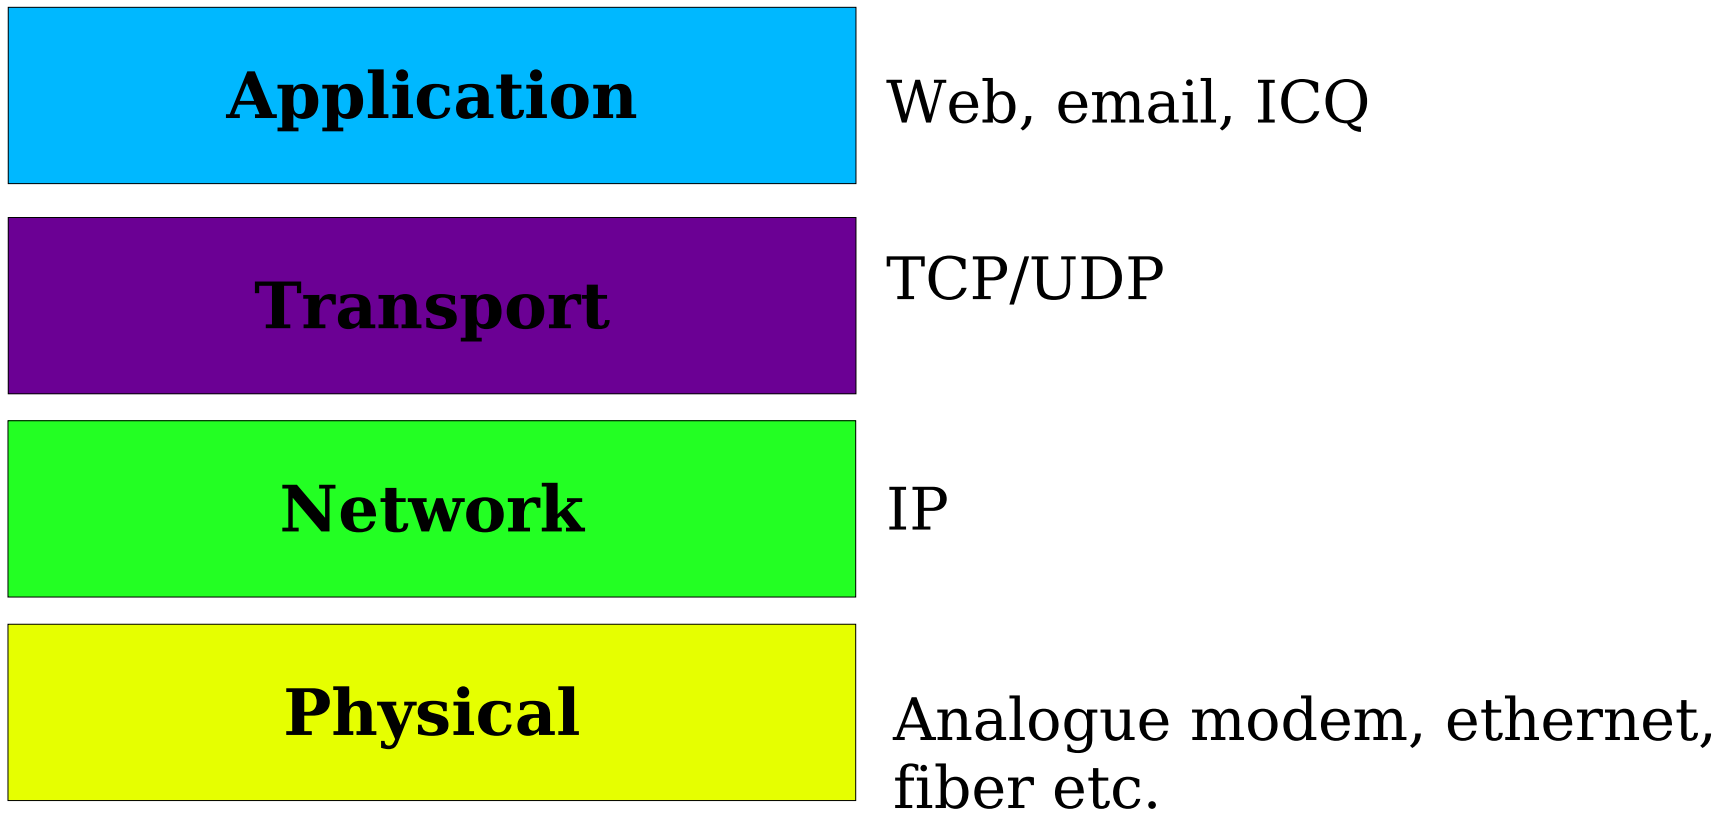 Application
Web, email, ICQ
Transport
TCP/UDP
Network
IP
Physical
Analogue modem, ethernet,
fiber etc.